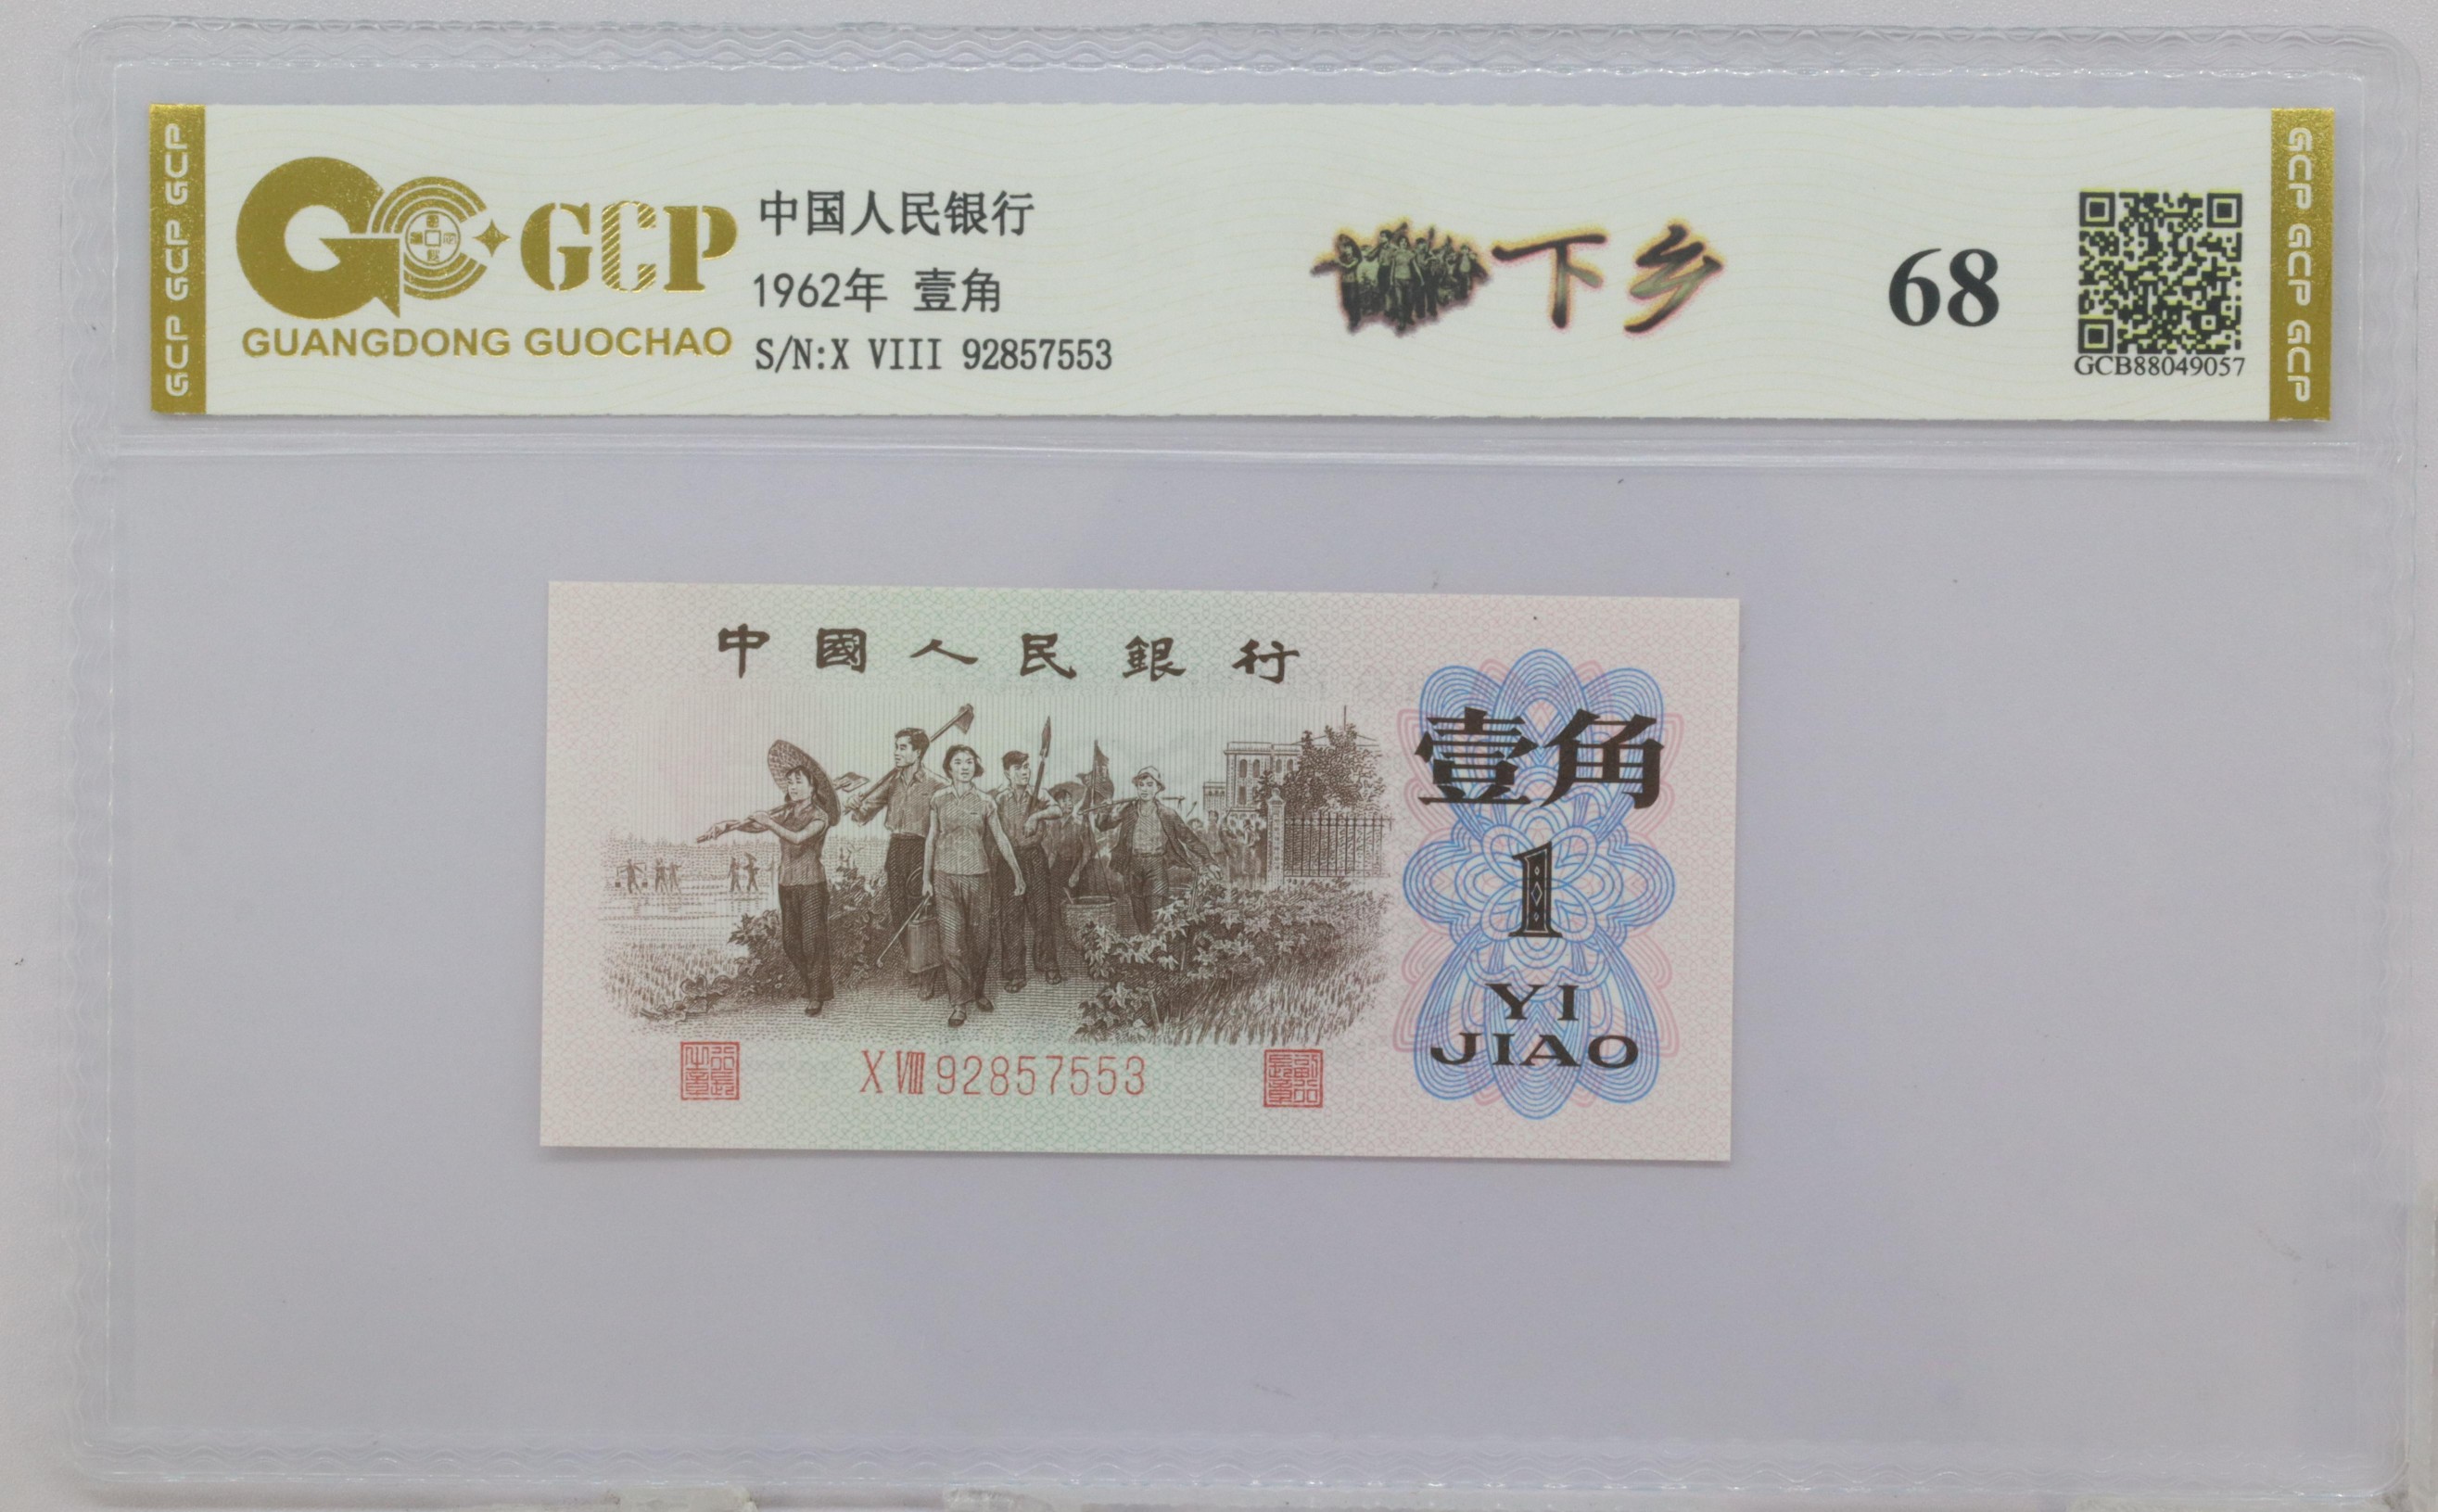 GCP GCP GCP
GCP
GUANGDONG GUOCHAO
中国人民银行
1962年 壹角
S/N:X VIII 92857553
下乡
68
GCB88049057
GCP GCP GCP
中國人民銀行
壹角
1
YI
JIAO
X VIII 92857553